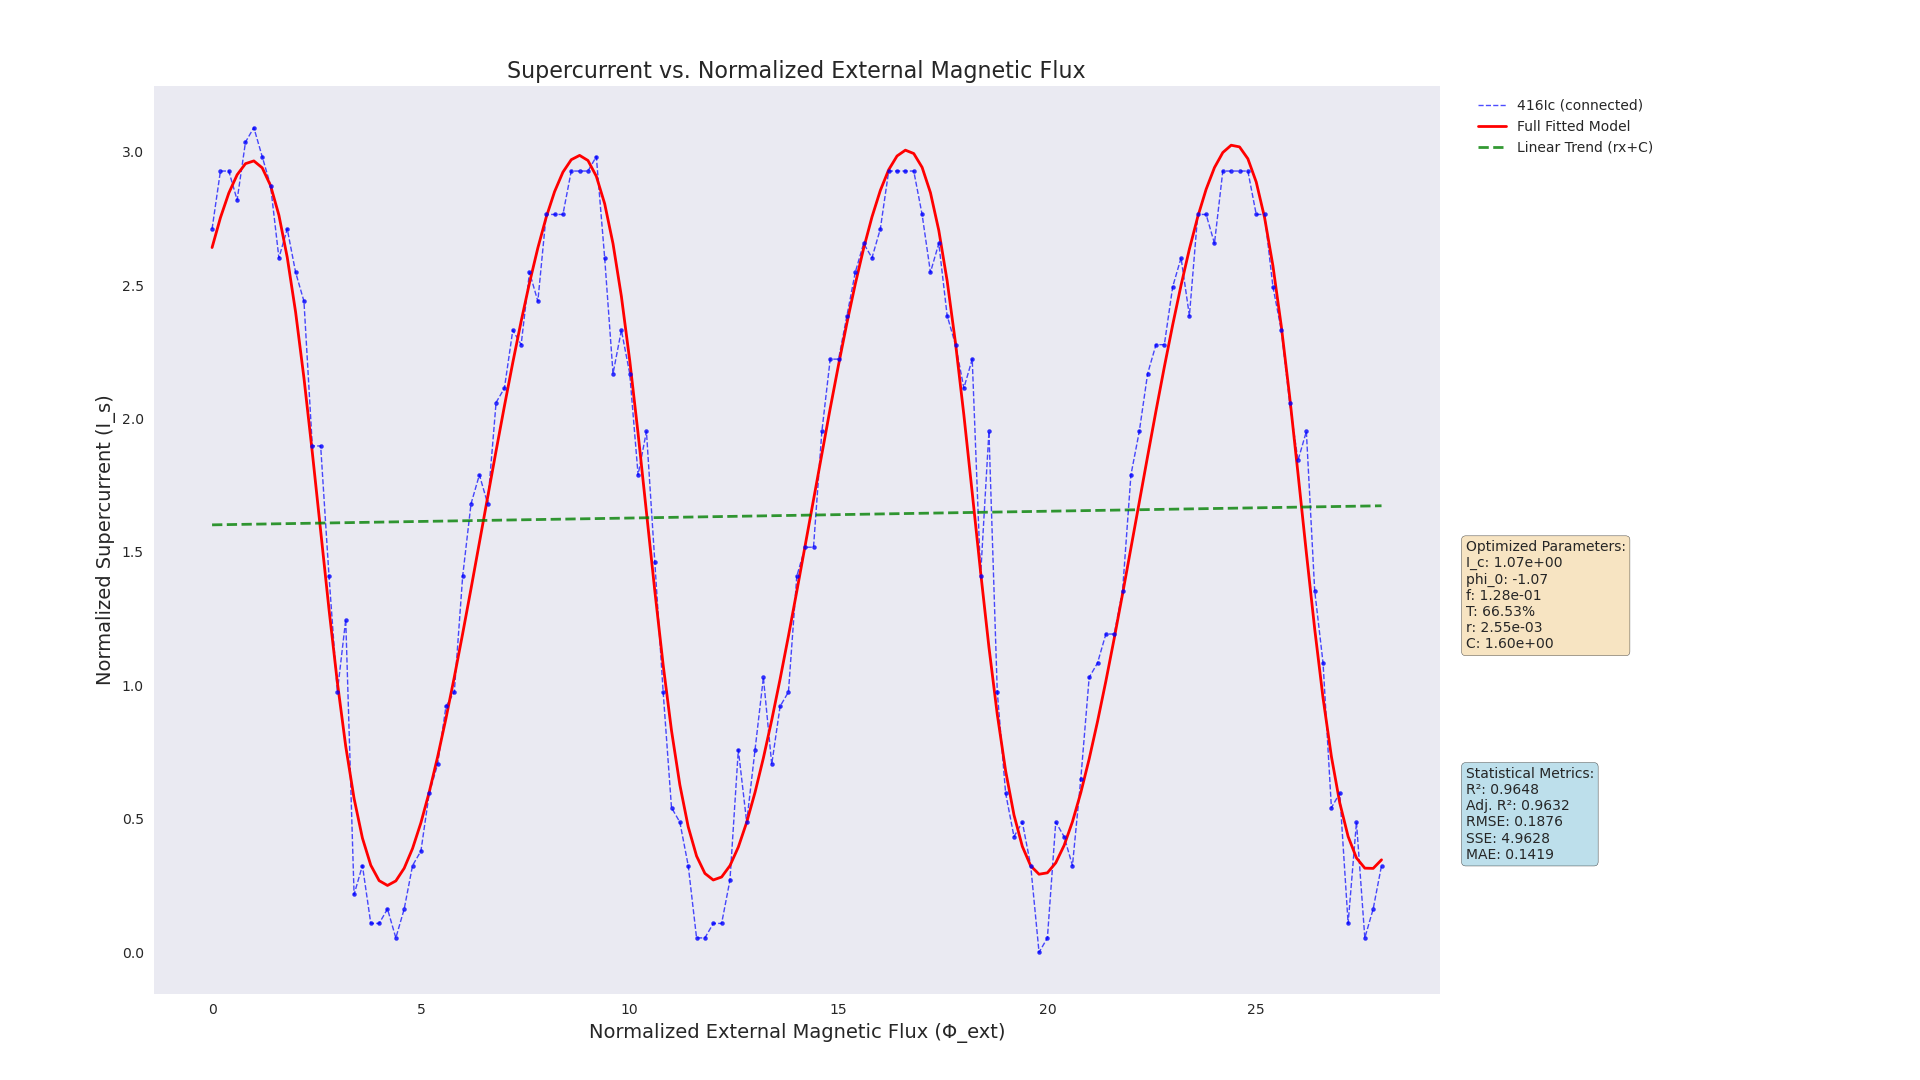 Supercurrent vs. Normalized External Magnetic Flux
416Ic (connected)
Full Fitted Model
Linear Trend (rx+C)
Normalized Supercurrent (I_s)
3.0
2.5
2.0
1.5
1.0
0.5
0.0
0
5
10
15
20
25
Normalized External Magnetic Flux (Φ_ext)
Optimized Parameters:
I_c: 1.07e+00
phi_0: -1.07
f: 1.28e-01
T: 66.53%
r: 2.55e-03
C: 1.60e+00
Statistical Metrics:
R²: 0.9648
Adj. R²: 0.9632
RMSE: 0.1876
SSE: 4.9628
MAE: 0.1419